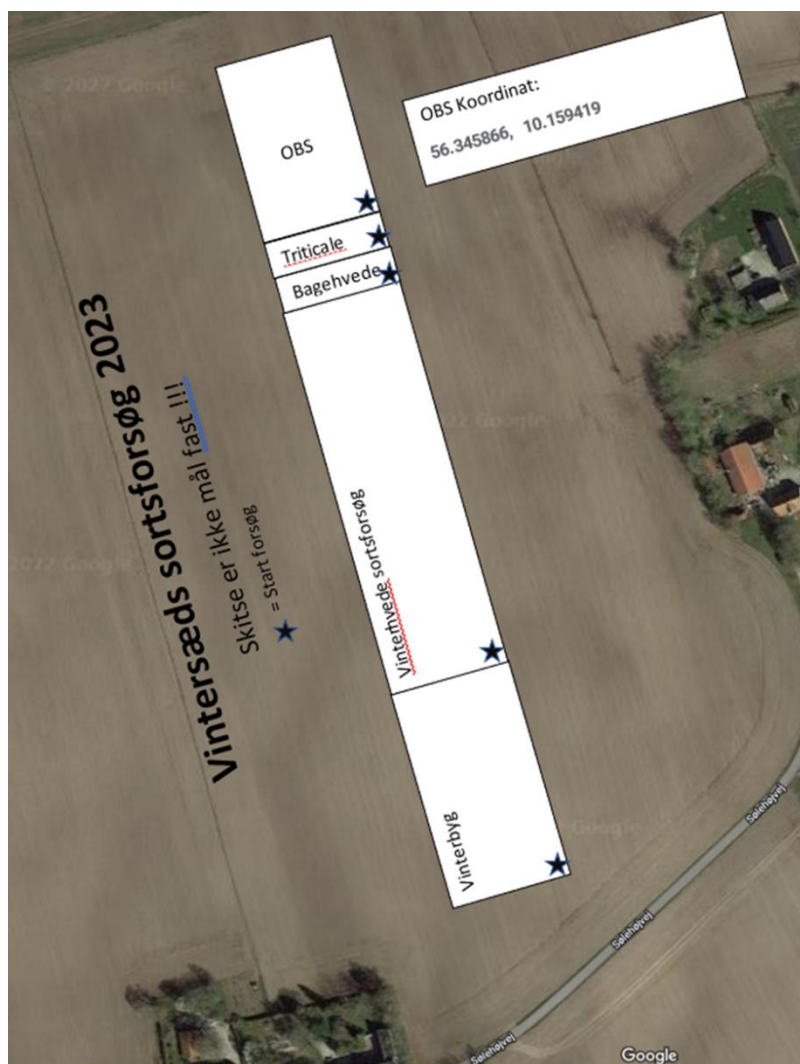 © 2022 Google
OBS Koordinat:
56.345866, 10.159419
OBS
Triticale
Bagehvede
Vintersæds sortsforsøg 2023
Skitse er ikke mål fast !!!
= Start forsøg
2022 Google
2022 Google
Vinterhvede sortsforsøg
Vinterbyg
Google
Sølehøjvej
Sølehøjvej
Sølehøjvej
Google